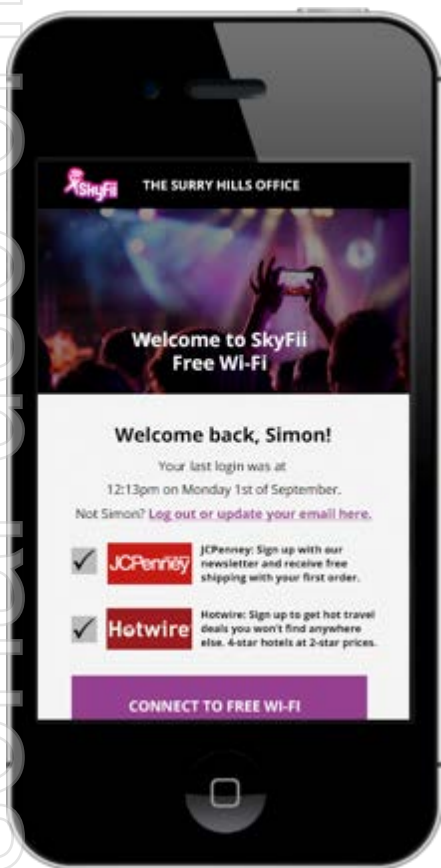 SkyFii
THE SURRY HILLS OFFICE
Welcome to SkyFii
Free Wi-Fi
Welcome back, Simon!
Your last login was at
12:13pm on Monday 1st of September.
Not Simon? Log out or update your email here.
JCPenney
JCPenney: Sign up with our
newsletter and receive free
shipping with your first order.
Hotwire
Hotwire: Sign up to get hot travel
deals you won't find anywhere
else. 4-star hotels at 2-star prices.
CONNECT TO FREE WI-FI